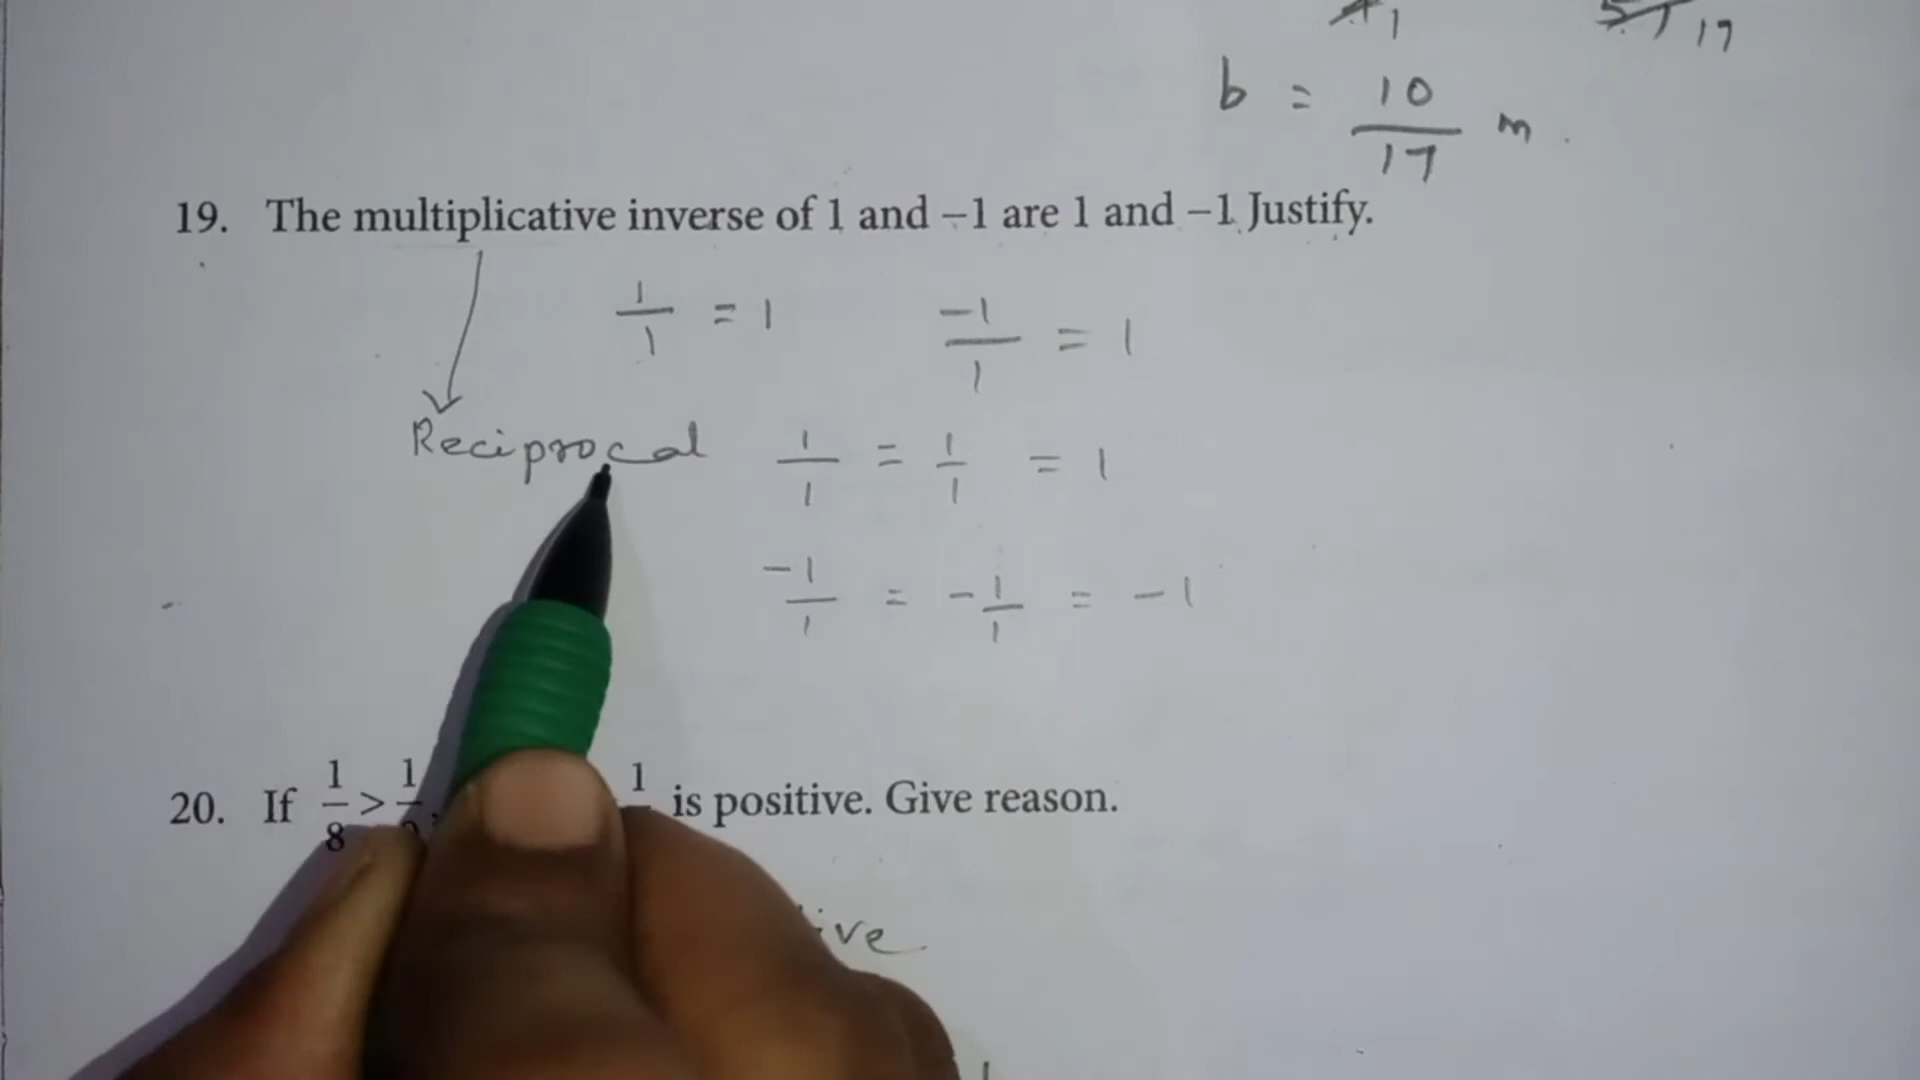 1 17
b = 10/17 m.
19. The multiplicative inverse of 1 and −1 are 1 and −1 Justify.
1/1 = 1 -1/1 = 1
Reciprocal 1/1 = 1/1 = 1
-1/1 = -1/1 = -1
20. If 1/8 > 1 is positive. Give reason.
ive